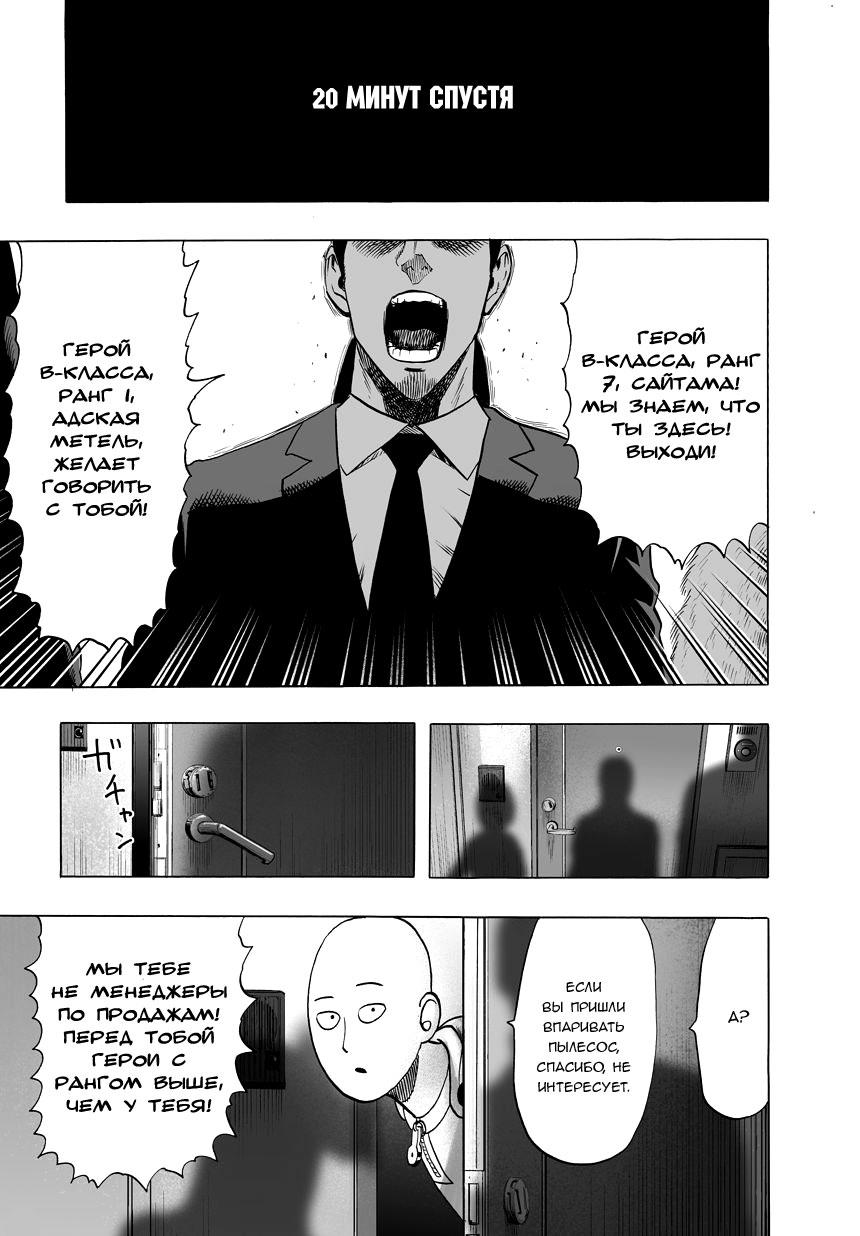 20 МИНУТ СПУСТЯ
ГЕРОЙ
В-КЛАССА, РАНГ
7, САЙТАМА!
МЫ ЗНАЕМ, ЧТО
ТЫ ЗДЕСЬ!
ВЫХОДИ!
ГЕРОЙ
В-КЛАССА,
РАНГ 1,
АДСКАЯ
МЕТЕЛЬ,
ЖЕЛАЕТ
ГОВОРИТЬ
С ТОБОЙ!
ガチャン
А?
ЕСЛИ
ВЫ ПРИШЛИ
ВПАРИВАТЬ
ПЫЛЕСОС,
СПАСИБО, НЕ
ИНТЕРЕСУЕТ.
МЫ ТЕБЕ
НЕ МЕНЕДЖЕРЫ
ПО ПРОДАЖАМ!
ПЕРЕД ТОБОЙ
ГЕРОИ С
РАНГОМ ВЫШЕ,
ЧЕМ У ТЕБЯ!